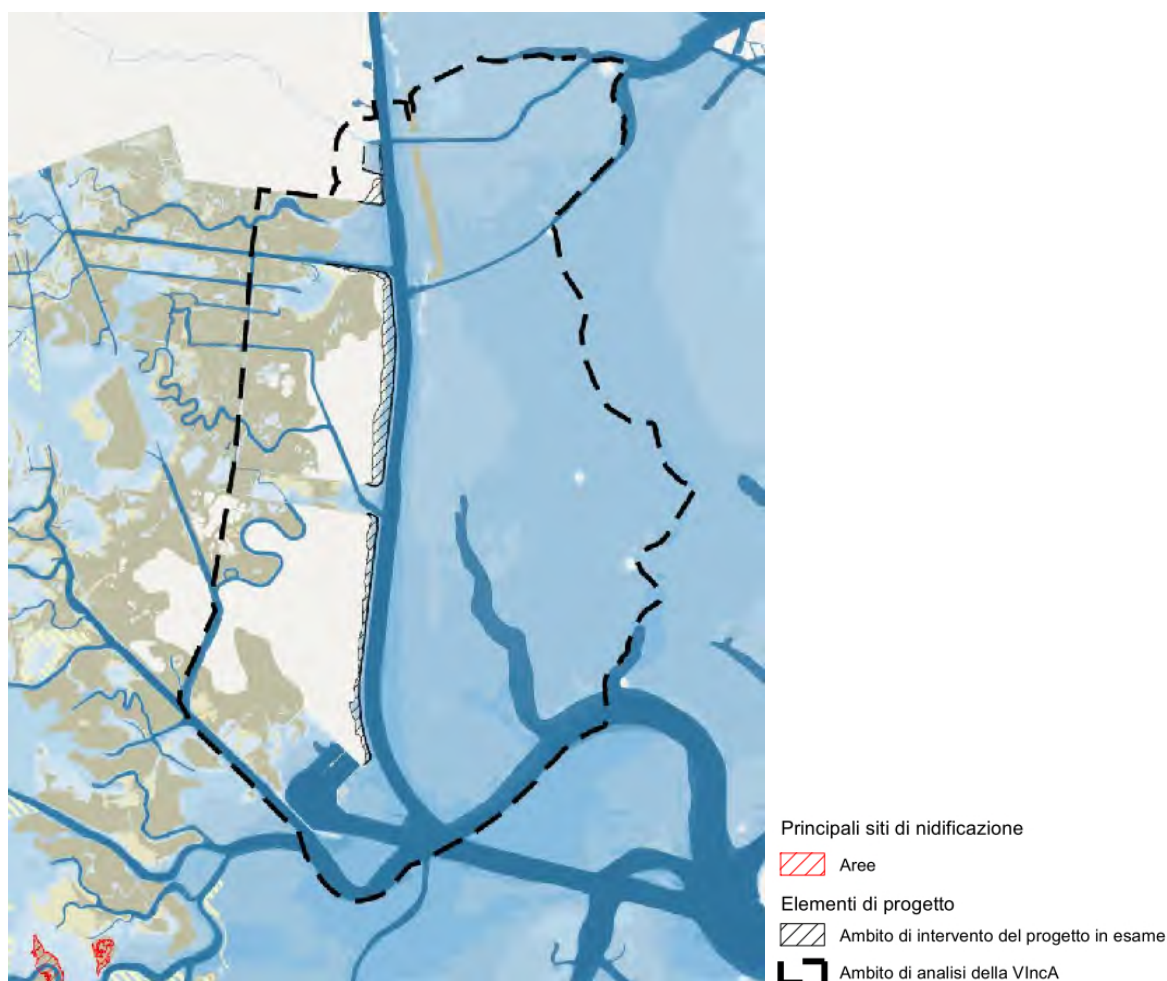 Principali siti di nidificazione
Aree
Elementi di progetto
Ambito di intervento del progetto in esame
Ambito di analisi della VIncA